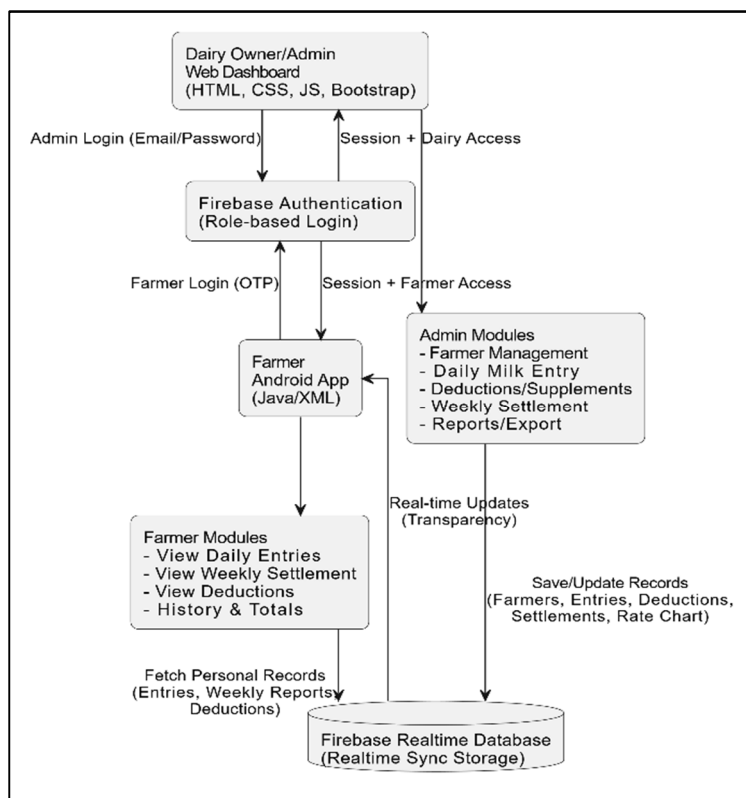 Dairy Owner/Admin
Web Dashboard
(HTML, CSS, JS, Bootstrap)
Admin Login (Email/Password)
Session + Dairy Access
Firebase Authentication
(Role-based Login)
Farmer Login (OTP)
Session + Farmer Access
Farmer
Android App
(Java/XML)
Admin Modules
- Farmer Management
- Daily Milk Entry
- Deductions/Supplements
- Weekly Settlement
- Reports/Export
Real-time Updates
(Transparency)
Farmer Modules
- View Daily Entries
- View Weekly Settlement
- View Deductions
- History & Totals
Save/Update Records
(Farmers, Entries, Deductions,
Settlements, Rate Chart)
Fetch Personal Records
(Entries, Weekly Reports,
Deductions)
Firebase Realtime Database
(Realtime Sync Storage)